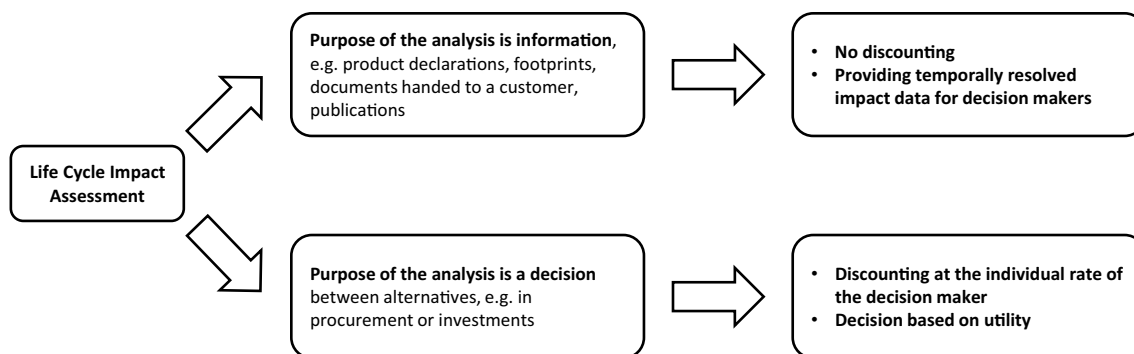 Life Cycle Impact
Assessment
Purpose of the analysis is information,
e.g. product declarations, footprints,
documents handed to a customer,
publications
• No discounting
• Providing temporally resolved
impact data for decision makers
Purpose of the analysis is a decision
between alternatives, e.g. in
procurement or investments
• Discounting at the individual rate of
the decision maker
• Decision based on utility